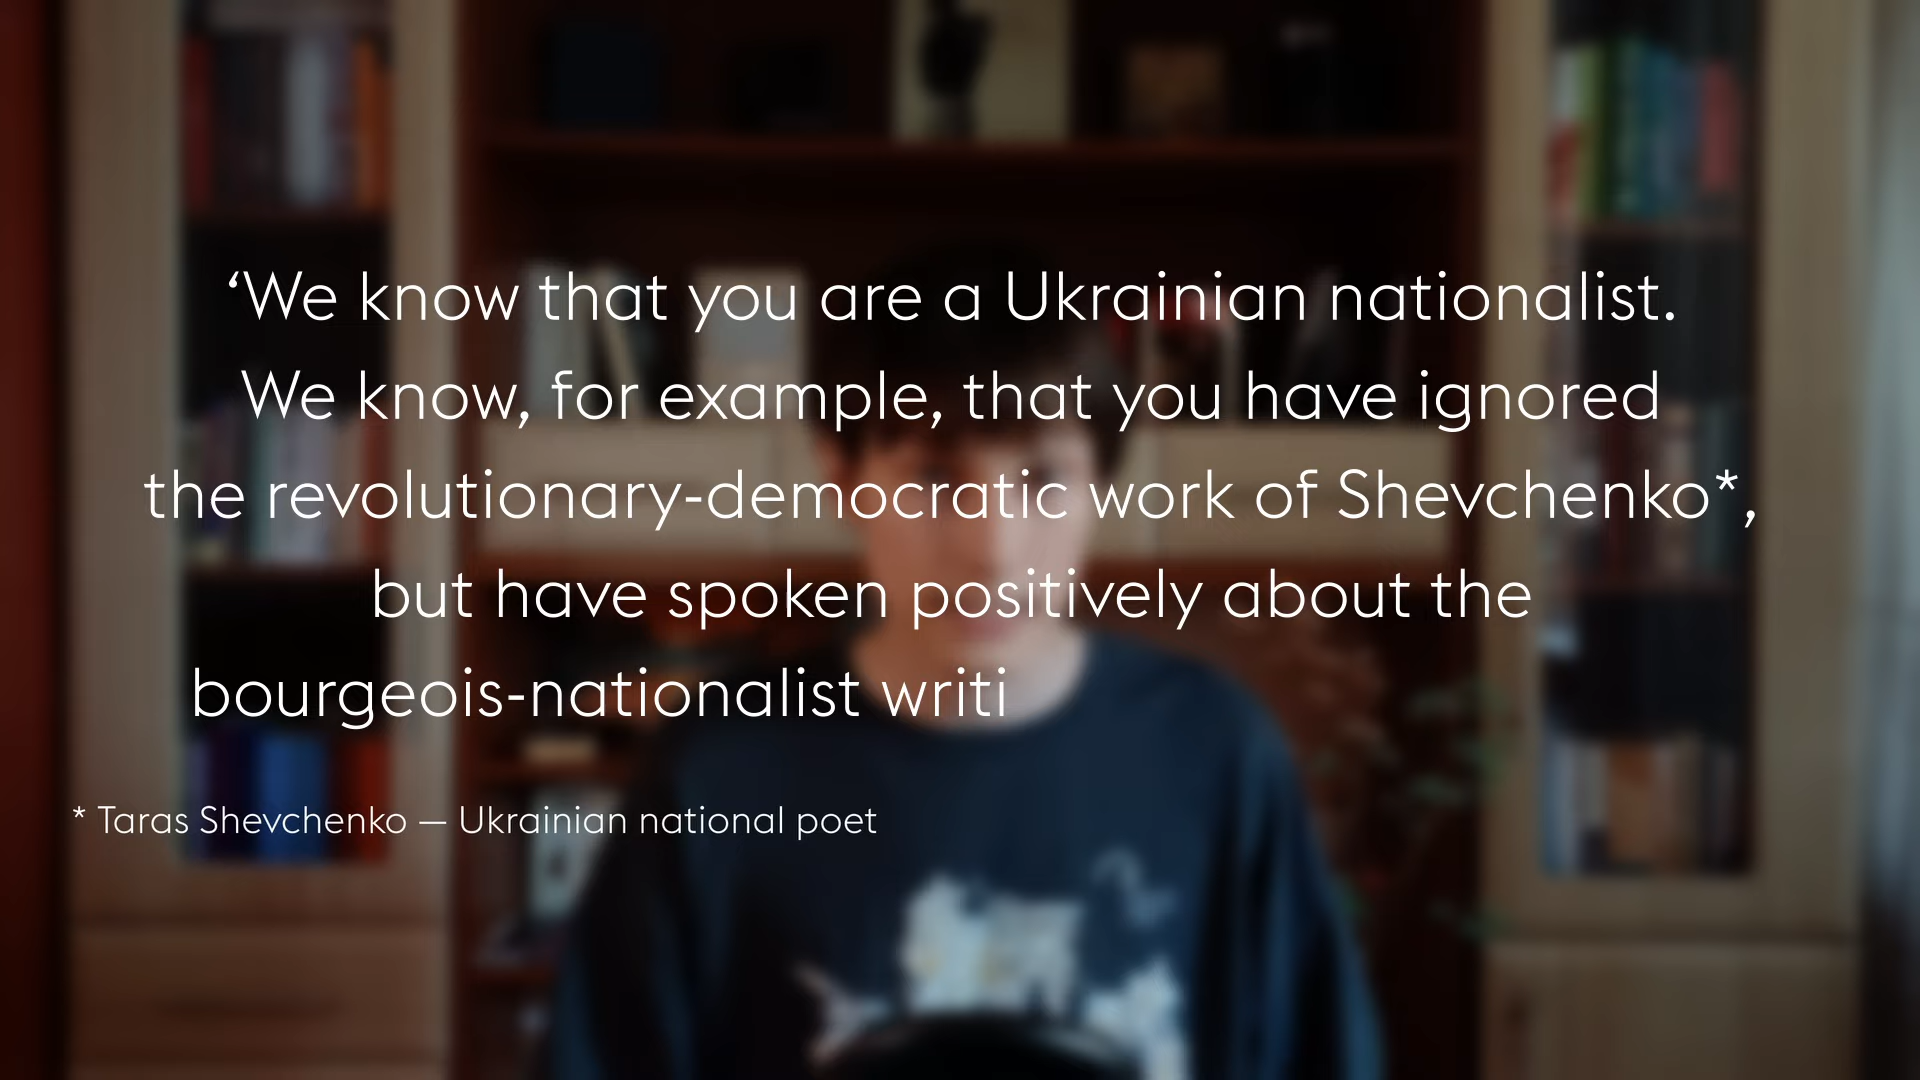 ‘We know that you are a Ukrainian nationalist.
We know, for example, that you have ignored
the revolutionary-democratic work of Shevchenko*,
but have spoken positively about the
bourgeois-nationalist writi
* Taras Shevchenko — Ukrainian national poet